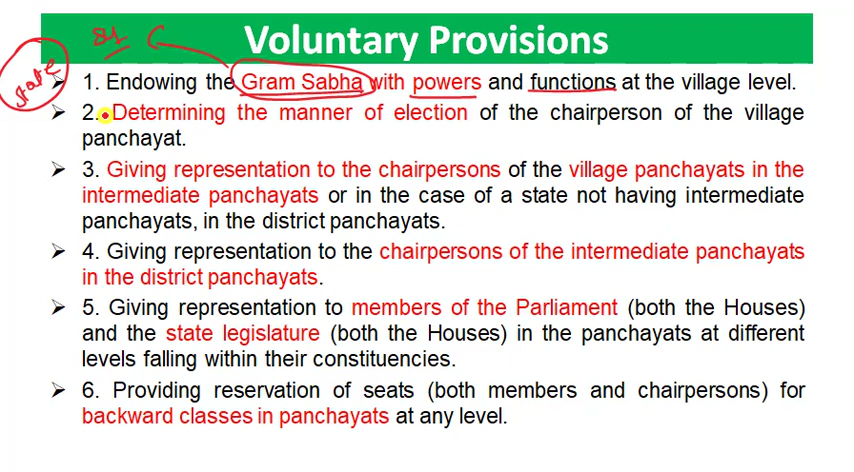 Voluntary Provisions
state
➢ 1. Endowing the Gram Sabha with powers and functions at the village level.
➢ 2. Determining the manner of election of the chairperson of the village
panchayat.
➢ 3. Giving representation to the chairpersons of the village panchayats in the
intermediate panchayats or in the case of a state not having intermediate
panchayats, in the district panchayats.
➢ 4. Giving representation to the chairpersons of the intermediate panchayats
in the district panchayats.
➢ 5. Giving representation to members of the Parliament (both the Houses)
and the state legislature (both the Houses) in the panchayats at different
levels falling within their constituencies.
➢ 6. Providing reservation of seats (both members and chairpersons) for
backward classes in panchayats at any level.